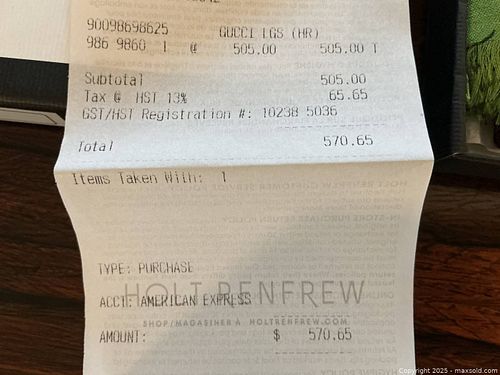 90098698625 GUCCI LGS (HR)
986 9860 1 @ 505.00 505.00 T
Subtotal 505.00
Tax @ HST 13% 65.65
GST/HST Registration #: 10238 5036
Total 570.65
Items Taken With: 1
TYPE: PURCHASE
HOLT RENFREW
ACCT: AMERICAN EXPRESS
SHOP/MAGASINER À HOLTRENFREW.COM
AMOUNT: $ 570.65
Copyright 2025 - maxsold.com